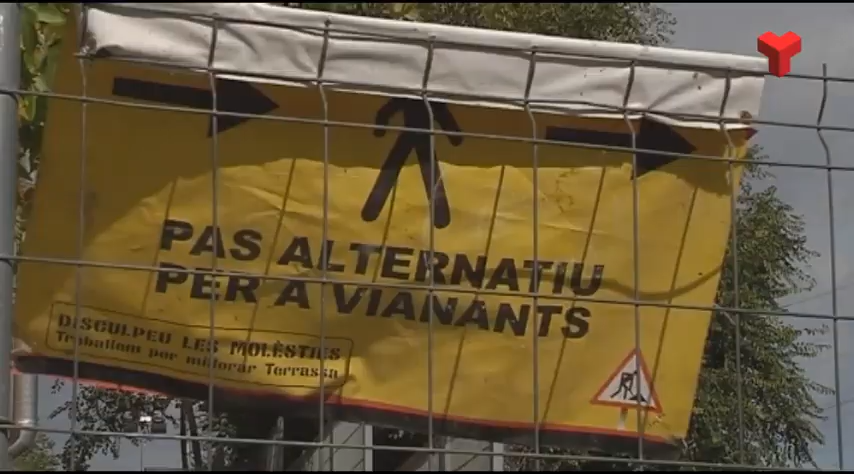 PAS ALTERNATIU
PER A VIANANTS
DISCULPEU LES MOLÈSTIES
Treballem per millorar Terrassa